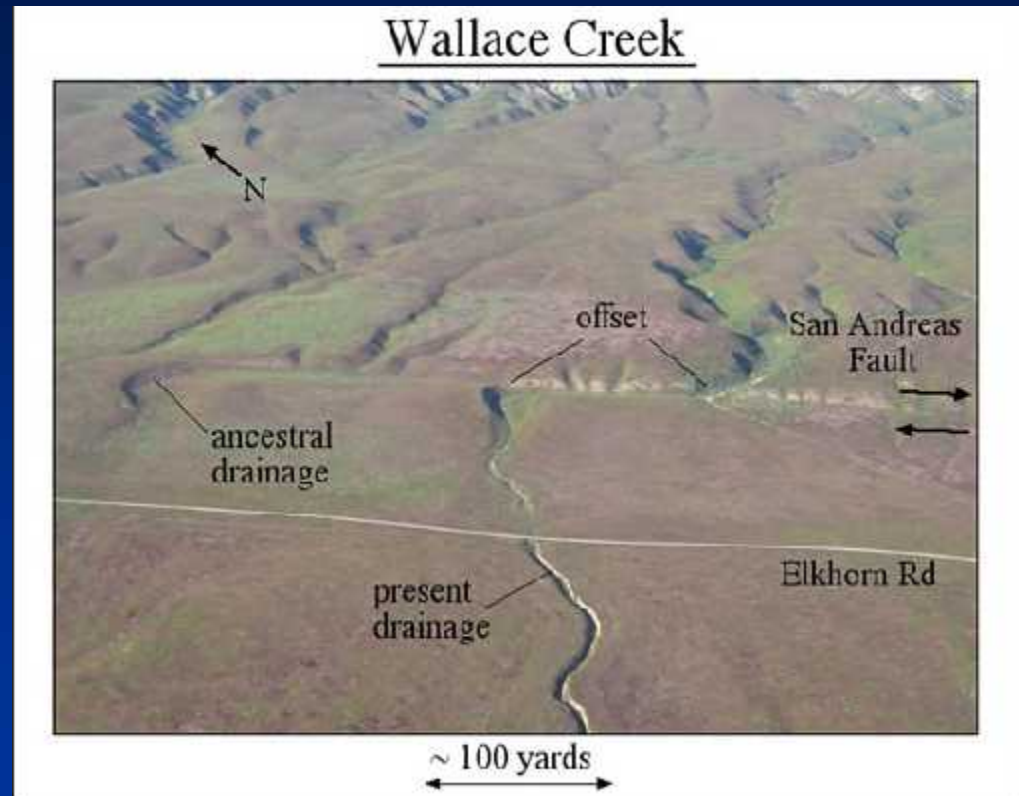 Wallace Creek
N
offset
San Andreas
Fault
ancestral
drainage
Elkhorn Rd
present
drainage
~ 100 yards